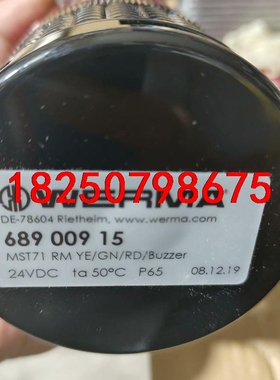 WERMA
DE-78604 Rietheim, www.werma.com
18250798675
689 009 15
MST71 RM YE/GN/RD/Buzzer
24VDC ta 50°C P65 08.12.19